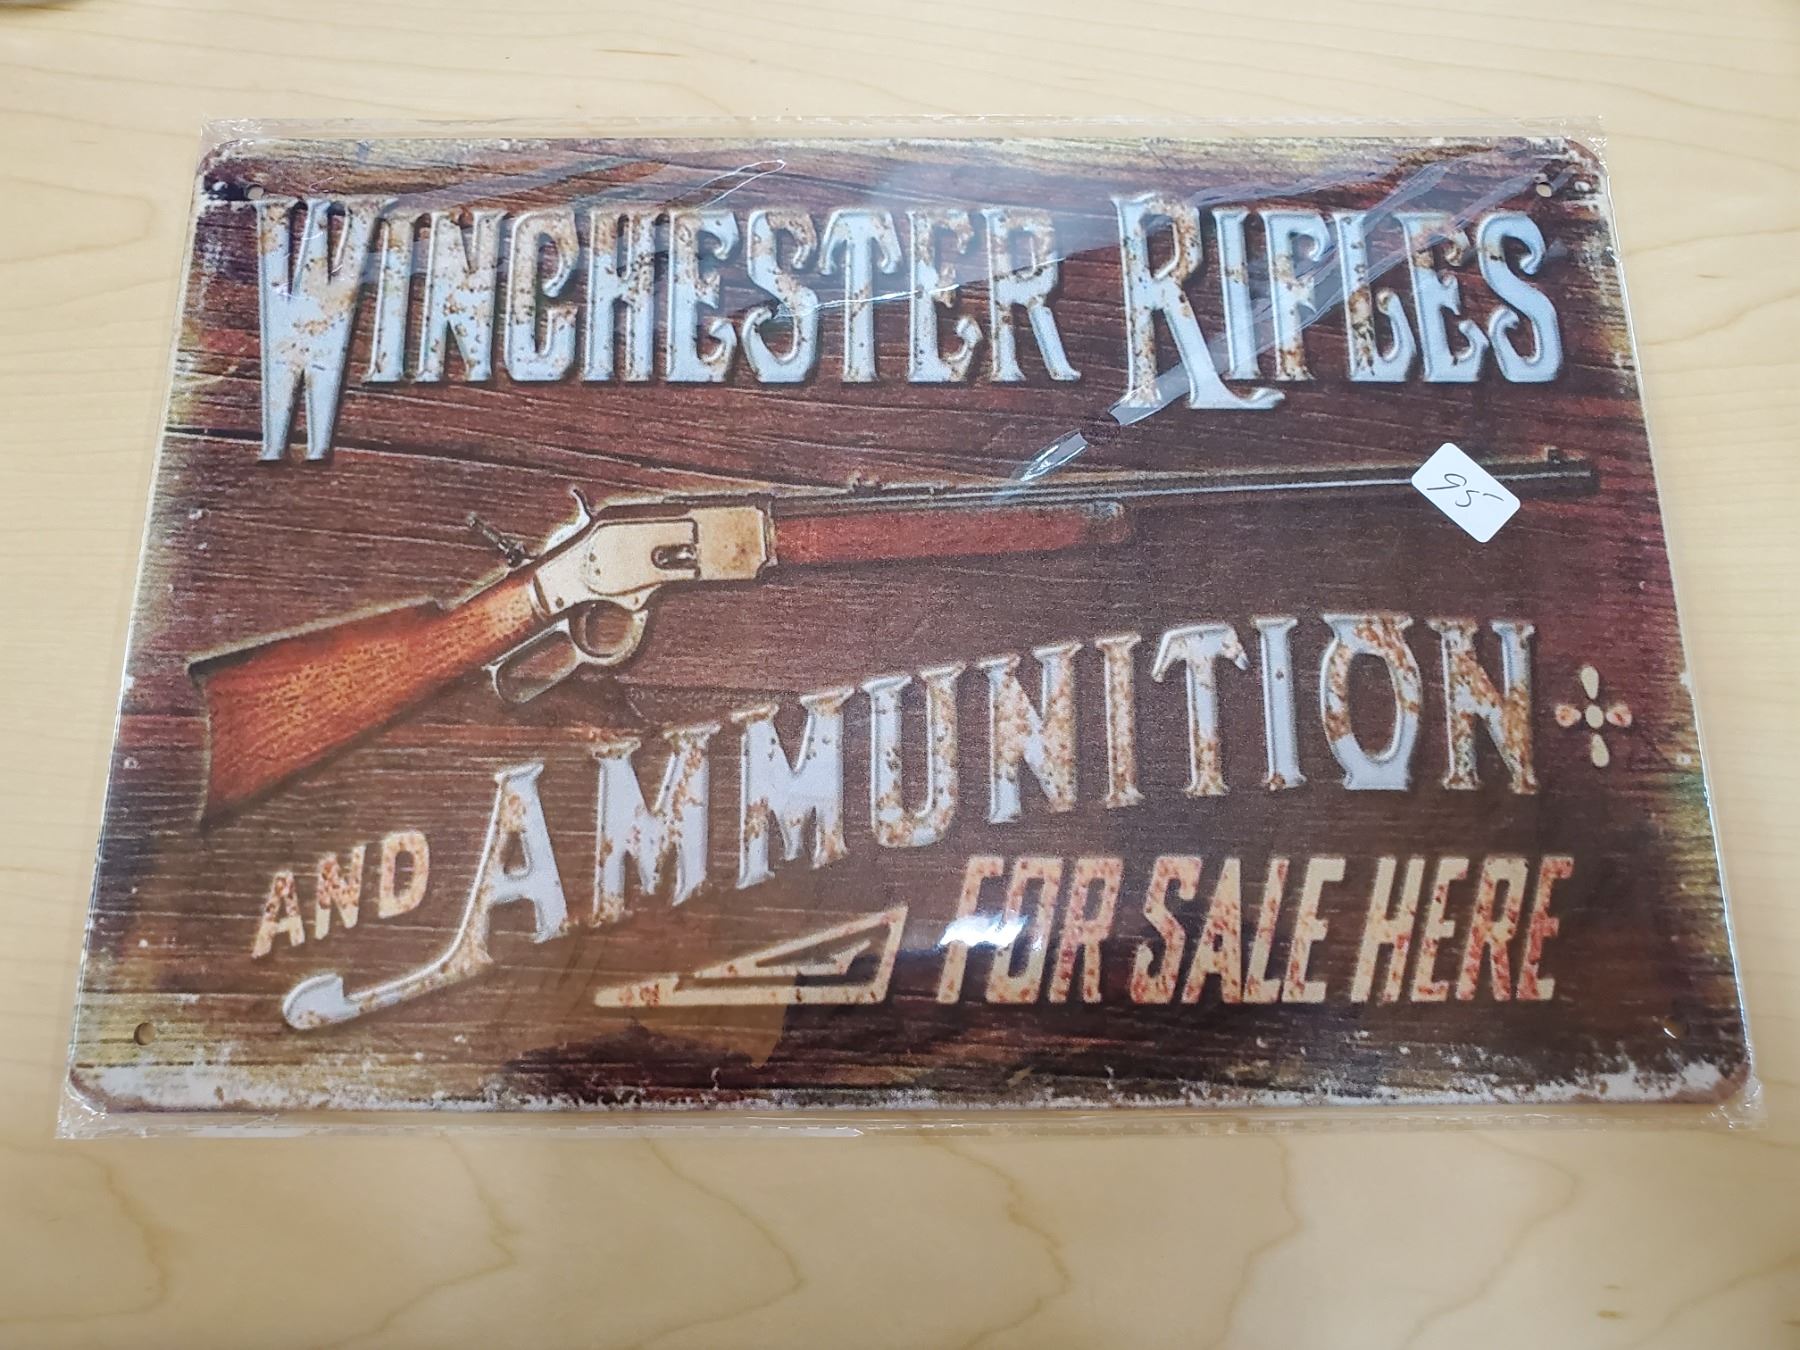 WINCHESTER RIFLES
95
AND AMMUNITION
FOR SALE HERE